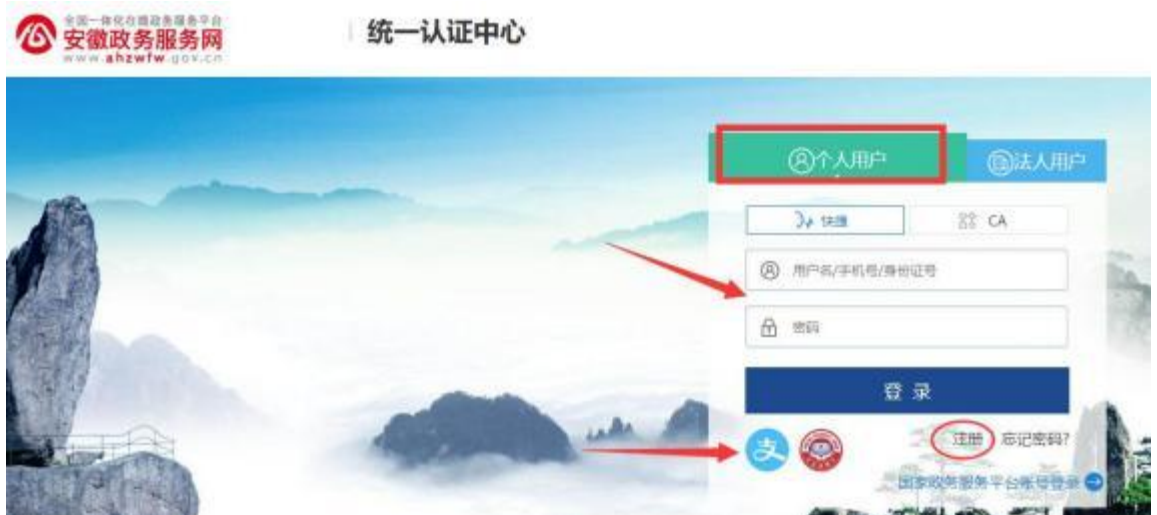 全国一体化在线政务服务平台
安徽政务服务网
www.ahzwfw.gov.cn
统一认证中心
个人用户
法人用户
快捷
CA
用户名/手机号/身份证号
密码
登 录
支
注册 忘记密码?
国家政务服务平台账号登录